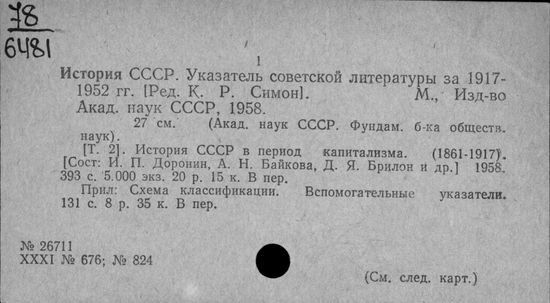 78
6481
1
История СССР. Указатель советской литературы за 1917-
1952 гг. [Ред. К. Р. Симон]. М., Изд-во
Акад. наук СССР, 1958.
27 см. (Акад. наук СССР. Фундам. б-ка обществ.
наук).
[Т. 2]. История СССР в период капитализма. (1861-1917).
[Сост: И. П. Доронин, А. Н. Байкова, Д. Я. Брилон и др.] 1958.
393 с. 5.000 экз. 20 р. 15 к. В пер.
Прил: Схема классификации. Вспомогательные указатели.
131 с. 8 р. 35 к. В пер.
№ 26711
XXXI № 676; № 824
(См. след. карт.)